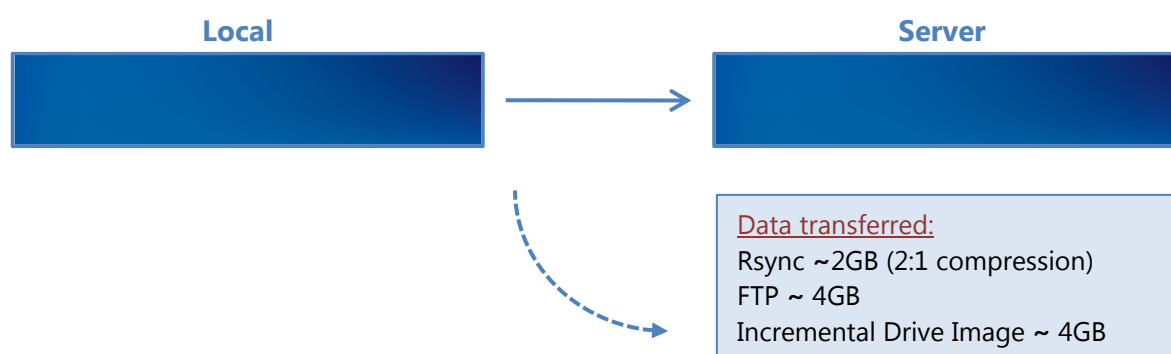 Local
Server
Data transferred:
Rsync ~2GB (2:1 compression)
FTP ~ 4GB
Incremental Drive Image ~ 4GB